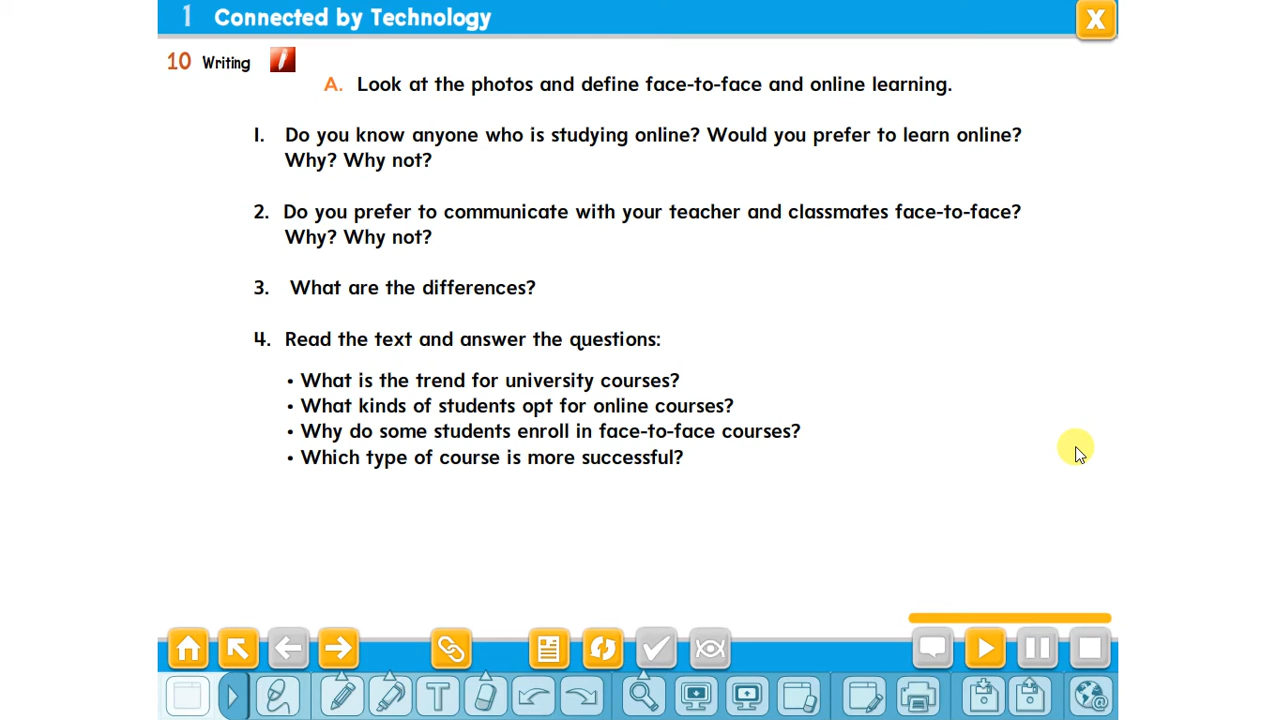 1 Connected by Technology
X
10 Writing
A. Look at the photos and define face-to-face and online learning.
1. Do you know anyone who is studying online? Would you prefer to learn online?
Why? Why not?
2. Do you prefer to communicate with your teacher and classmates face-to-face?
Why? Why not?
3. What are the differences?
4. Read the text and answer the questions:
• What is the trend for university courses?
• What kinds of students opt for online courses?
• Why do some students enroll in face-to-face courses?
• Which type of course is more successful?
T
@